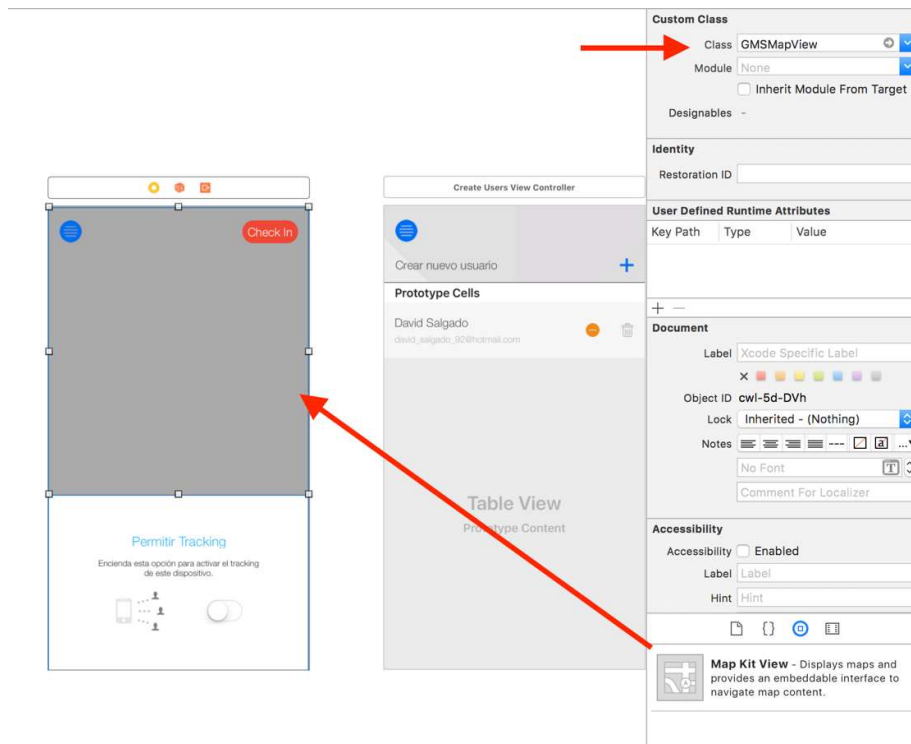 Custom Class
Class GMSMapView
Module None
Inherit Module From Target
Designables -
Identity
Restoration ID
User Defined Runtime Attributes
Key Path Type Value
+ −
Document
Label Xcode Specific Label
Object ID cwI-5d-DVh
Lock Inherited - (Nothing)
Notes --- a ...
No Font T
Comment For Localizer
Accessibility
Accessibility Enabled
Label Label
Hint Hint
{}
Map Kit View - Displays maps and
provides an embeddable interface to
navigate map content.
Check In
Permitir Tracking
Encienda esta opción para activar el tracking
de este dispositivo.
Create Users View Controller
Crear nuevo usuario +
Prototype Cells
David Salgado
david_salgado_92@hotmail.com
Table View
Prototype Content